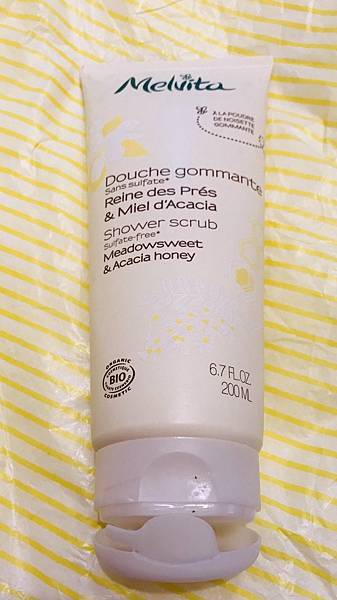 Melvita
À LA POUDRE
DE NOISETTE
GOMMANTE
Douche gommante
Sans sulfate*
Reine des Prés
& Miel d'Acacia
Shower scrub
Sulfate-free*
Meadowsweet
& Acacia honey
ORGANIC
BIO
COSMETIC
6.7 FL.OZ.
200 ML